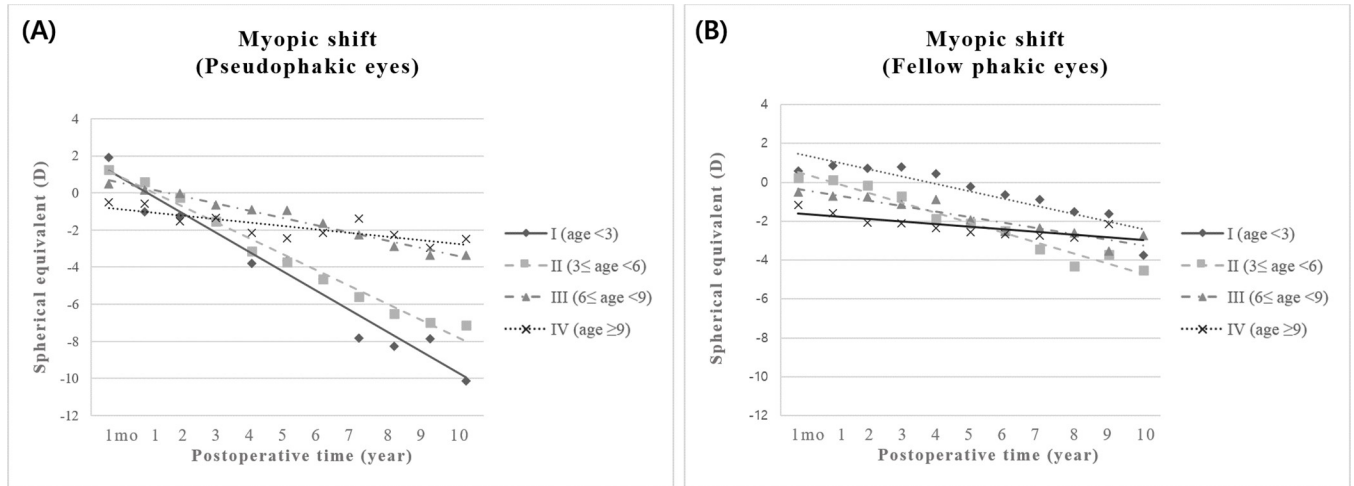 (A)
Myopic shift
(Pseudophakic eyes)
Spherical equivalent (D)
4
2
0
-2
-4
-6
-8
-10
-12
1mo 1 2 3 4 5 6 7 8 9 10
Postoperative time (year)
I (age <3)
II (3≤ age <6)
III (6≤ age <9)
IV (age ≥9)
(B)
Myopic shift
(Fellow phakic eyes)
Spherical equivalent (D)
4
2
0
-2
-4
-6
-8
-10
-12
1mo 1 2 3 4 5 6 7 8 9 10
Postoperative time (year)
I (age <3)
II (3≤ age <6)
III (6≤ age <9)
IV (age ≥9)